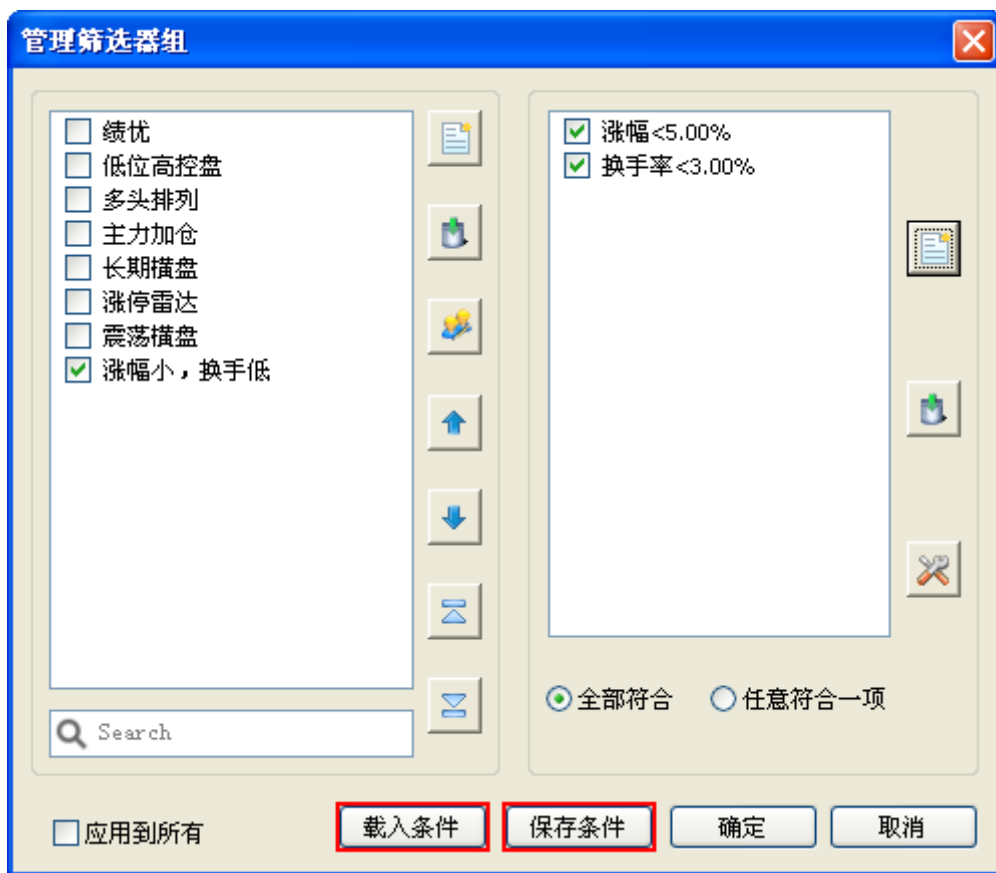 管理筛选器组
绩忧
低位高控盘
多头排列
主力加仓
长期横盘
涨停雷达
震荡横盘
涨幅小，换手低
Search
涨幅<5.00%
换手率<3.00%
全部符合
任意符合一项
应用到所有
载入条件
保存条件
确定
取消